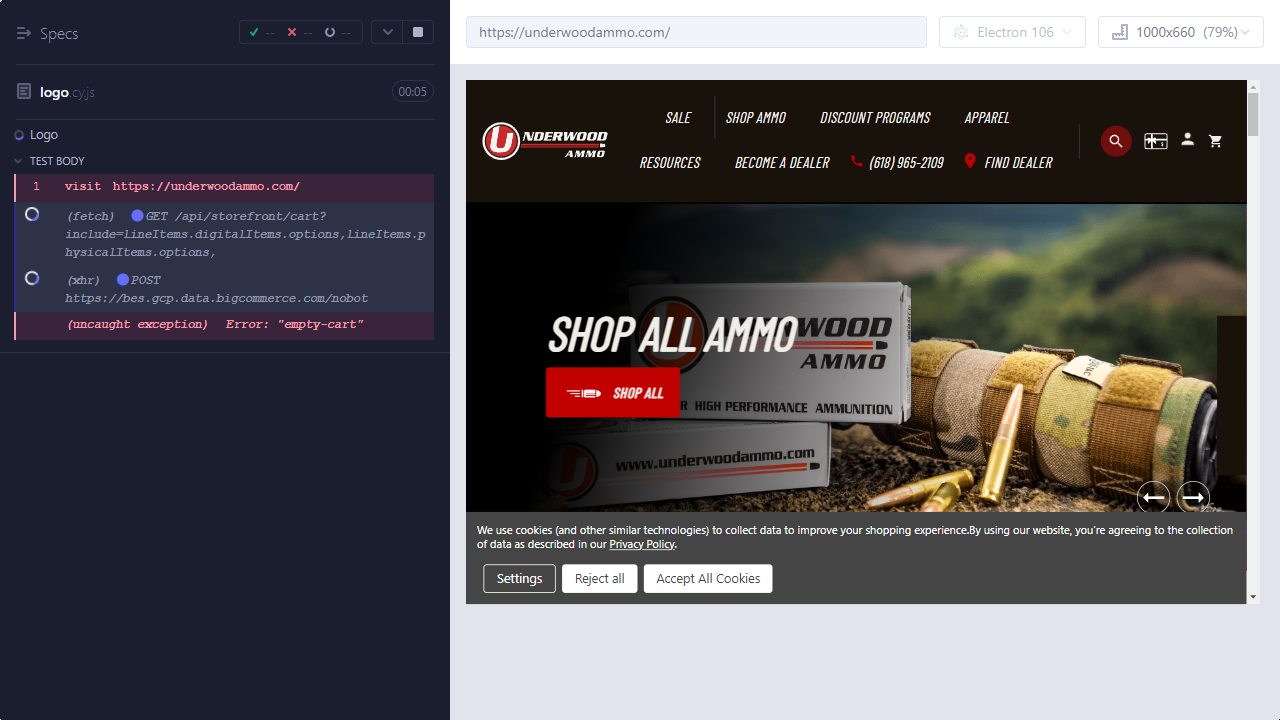 Specs
-- -- --
logo.cy.js
00:05
Logo
TEST BODY
1 visit https://underwoodammo.com/
(fetch) GET /api/storefront/cart?
include=lineItems.digitalItems.options,lineItems.p
hysicalItems.options,
(xhr) POST
https://bes.gcp.data.bigcommerce.com/nobot
(uncaught exception) Error: "empty-cart"
https://underwoodammo.com/
Electron 106
1000x660 (79%)
UNDERWOOD
AMMO
SALE
SHOP AMMO
DISCOUNT PROGRAMS
APPAREL
RESOURCES
BECOME A DEALER
(618) 965-2109
FIND DEALER
SHOP ALL AMMO
SHOP ALL
WOOD
AMMO
R HIGH PERFORMANCE AMMUNITION
www.underwoodammo.com
We use cookies (and other similar technologies) to collect data to improve your shopping experience.By using our website, you're agreeing to the collection
of data as described in our Privacy Policy.
Settings
Reject all
Accept All Cookies